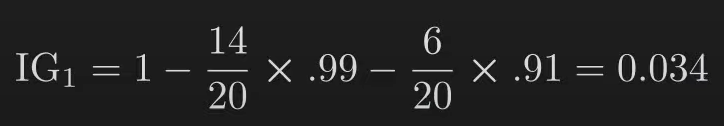 IG₁ = 1 − 14/20 × .99 − 6/20 × .91 = 0.034